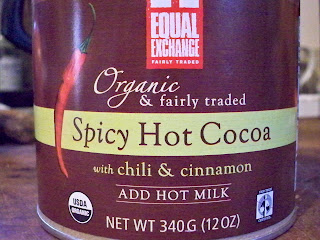 EQUAL
EXCHANGE
FAIRLY TRADED
Organic
& fairly traded
Spicy Hot Cocoa
with chili & cinnamon
ADD HOT MILK
USDA
ORGANIC
NET WT 340G (12 OZ)